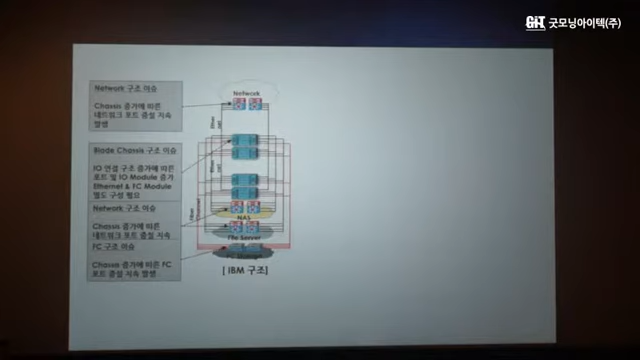 GIT 굿모닝아이텍(주)
Network 구조 이슈
Chassis 증가에 따른
네트워크 포트 증설 지속
발생
Blade Chassis 구조 이슈
IO 연결 구조 증가에 따른
포트 및 IO Module 증가
Ethernet & FC Module
별도 구성 필요
Network 구조 이슈
Chassis 증가에 따른
네트워크 포트 증설 지속
FC 구조 이슈
Chassis 증가에 따른 FC
포트 증설 지속 발생
Network
NAS
File Server
[ IBM 구조]